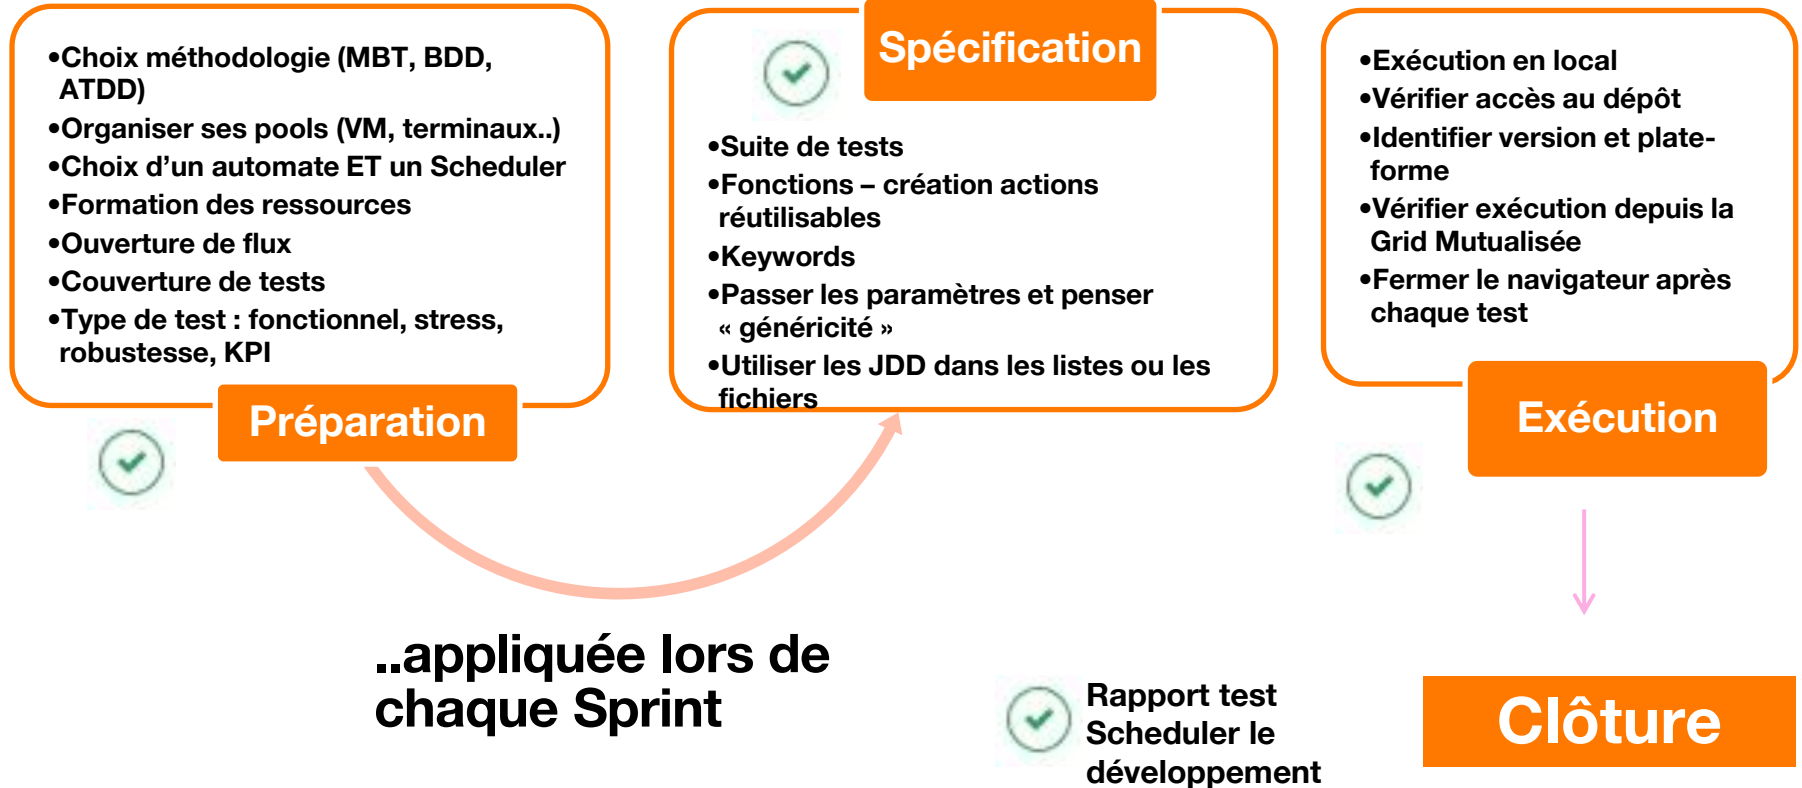 •Choix méthodologie (MBT, BDD,
ATDD)
•Organiser ses pools (VM, terminaux..)
•Choix d’un automate ET un Scheduler
•Formation des ressources
•Ouverture de flux
•Couverture de tests
•Type de test : fonctionnel, stress,
robustesse, KPI
Préparation
Spécification
•Suite de tests
•Fonctions – création actions
réutilisables
•Keywords
•Passer les paramètres et penser
« généricité »
•Utiliser les JDD dans les listes ou les
fichiers
•Exécution en local
•Vérifier accès au dépôt
•Identifier version et plate-
forme
•Vérifier exécution depuis la
Grid Mutualisée
•Fermer le navigateur après
chaque test
Exécution
..appliquée lors de
chaque Sprint
Rapport test
Scheduler le
développement
Clôture